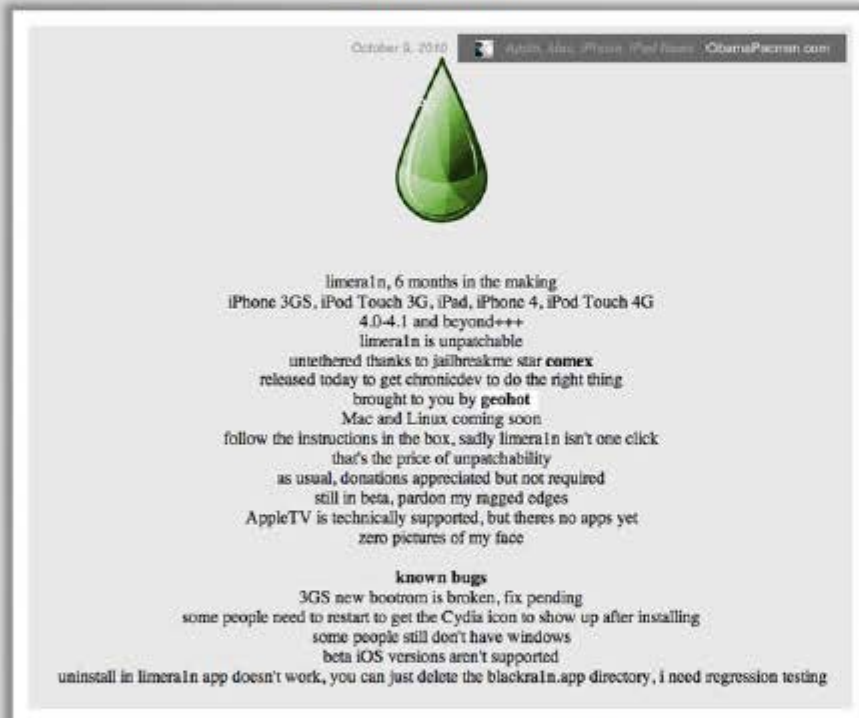 October 9, 2010
Apple, Mac, iPhone, iPad News ObamaPacman.com
limera1n, 6 months in the making
iPhone 3GS, iPod Touch 3G, iPad, iPhone 4, iPod Touch 4G
4.0-4.1 and beyond+++
limera1n is unpatchable
untethered thanks to jailbreakme star comex
released today to get chronicdev to do the right thing
brought to you by geohot
Mac and Linux coming soon
follow the instructions in the box, sadly limera1n isn't one click
that's the price of unpatchability
as usual, donations appreciated but not required
still in beta, pardon my ragged edges
AppleTV is technically supported, but theres no apps yet
zero pictures of my face
known bugs
3GS new bootrom is broken, fix pending
some people need to restart to get the Cydia icon to show up after installing
some people still don't have windows
beta iOS versions aren't supported
uninstall in limera1n app doesn't work, you can just delete the blackra1n.app directory, i need regression testing